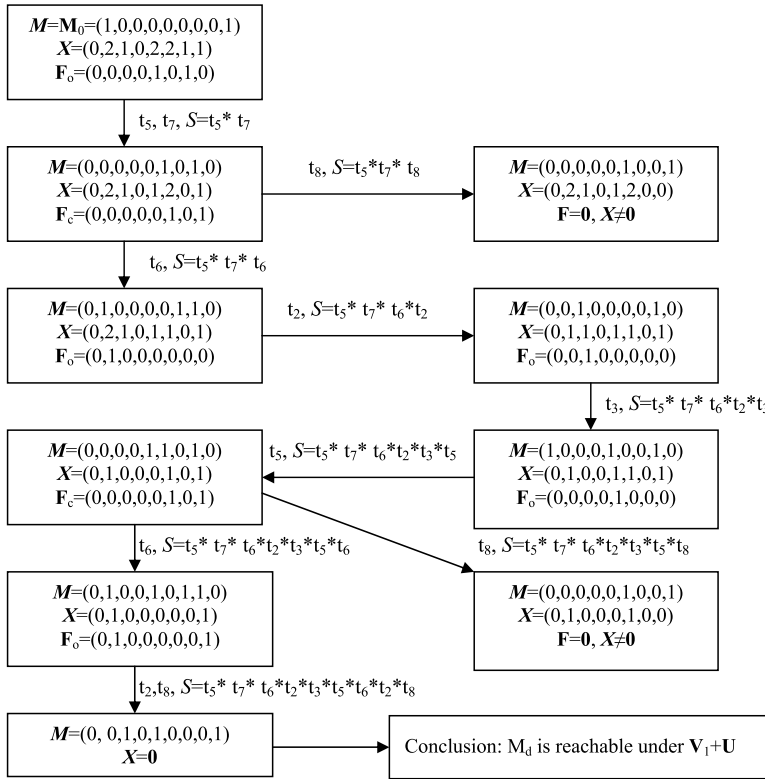 M=M₀=(1,0,0,0,0,0,0,0,1)
X=(0,2,1,0,2,2,1,1)
Fₒ=(0,0,0,0,1,0,1,0)
t₅, t₇, S=t₅* t₇
M=(0,0,0,0,0,1,0,1,0)
X=(0,2,1,0,1,2,0,1)
F꜀=(0,0,0,0,0,1,0,1)
t₈, S=t₅*t₇* t₈
M=(0,0,0,0,0,1,0,0,1)
X=(0,2,1,0,1,2,0,0)
F=0, X≠0
t₆, S=t₅* t₇* t₆
M=(0,1,0,0,0,0,1,1,0)
X=(0,2,1,0,1,1,0,1)
Fₒ=(0,1,0,0,0,0,0,0)
t₂, S=t₅* t₇* t₆*t₂
M=(0,0,1,0,0,0,0,1,0)
X=(0,1,1,0,1,1,0,1)
Fₒ=(0,0,1,0,0,0,0,0)
t₃, S=t₅* t₇* t₆*t₂*t₃
M=(0,0,0,0,1,1,0,1,0)
X=(0,1,0,0,0,1,0,1)
F꜀=(0,0,0,0,0,1,0,1)
t₅, S=t₅* t₇* t₆*t₂*t₃*t₅
M=(1,0,0,0,1,0,0,1,0)
X=(0,1,0,0,1,1,0,1)
Fₒ=(0,0,0,0,1,0,0,0)
t₆, S=t₅* t₇* t₆*t₂*t₃*t₅*t₆
t₈, S=t₅* t₇* t₆*t₂*t₃*t₅*t₈
M=(0,1,0,0,1,0,1,1,0)
X=(0,1,0,0,0,0,0,1)
Fₒ=(0,1,0,0,0,0,0,1)
M=(0,0,0,0,0,1,0,0,1)
X=(0,1,0,0,0,1,0,0)
F=0, X≠0
t₂,t₈, S=t₅* t₇* t₆*t₂*t₃*t₅*t₆*t₂*t₈
M=(0, 0,1,0,1,0,0,0,1)
X=0
Conclusion: M_d is reachable under V₁+U